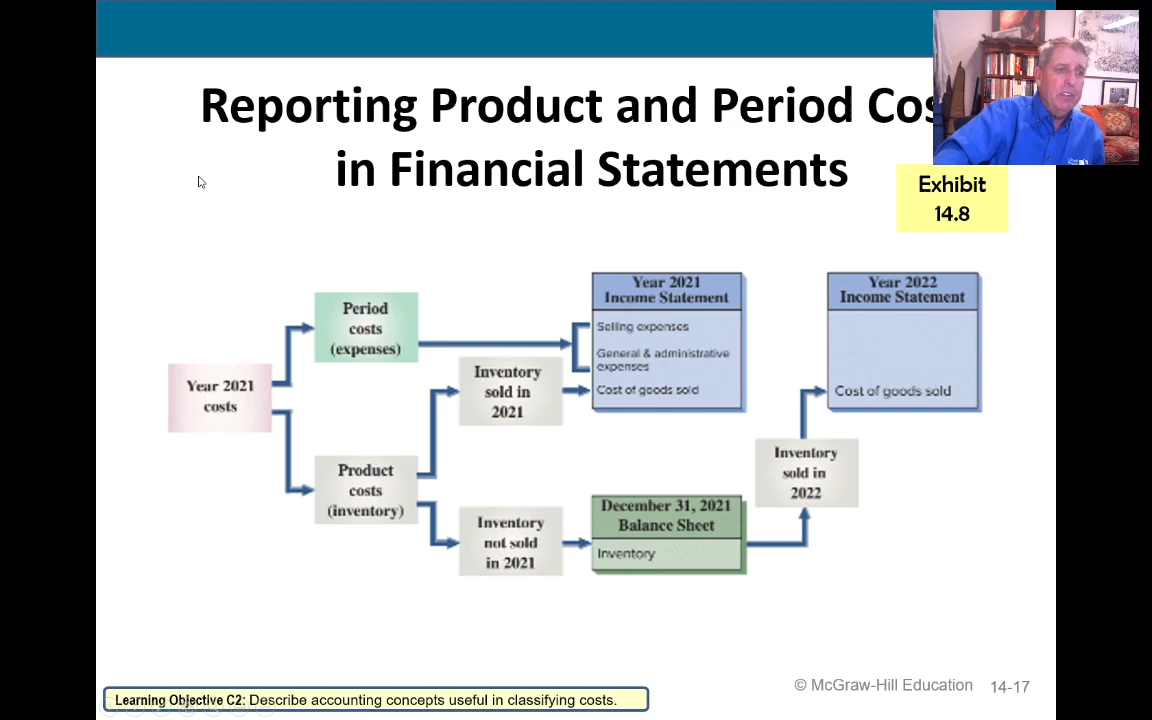 Reporting Product and Period Cos
in Financial Statements
Exhibit
14.8
Year 2021
costs
Period
costs
(expenses)
Product
costs
(inventory)
Inventory
sold in
2021
Inventory
not sold
in 2021
Year 2021
Income Statement
Selling expenses
General & administrative
expenses
Cost of goods sold
December 31, 2021
Balance Sheet
Inventory
Inventory
sold in
2022
Year 2022
Income Statement
Cost of goods sold
Learning Objective C2: Describe accounting concepts useful in classifying costs.
© McGraw-Hill Education
14-17